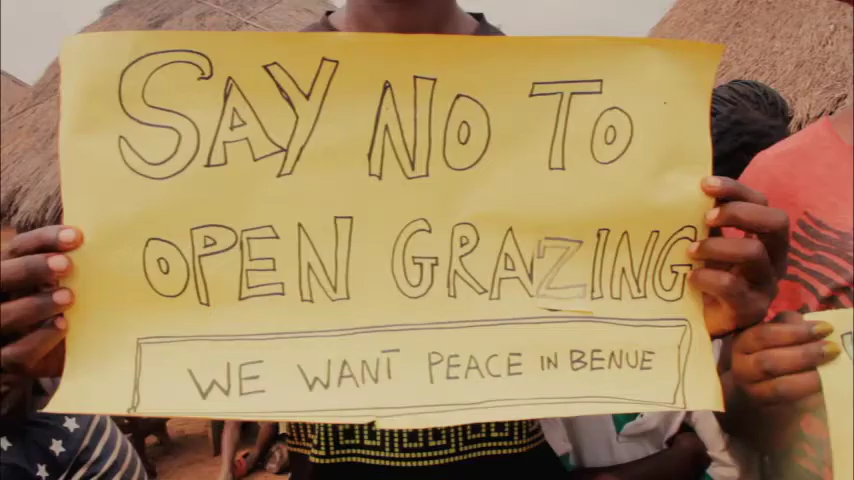 SAY NO TO
OPEN GRAZING
WE WANT PEACE IN BENUE